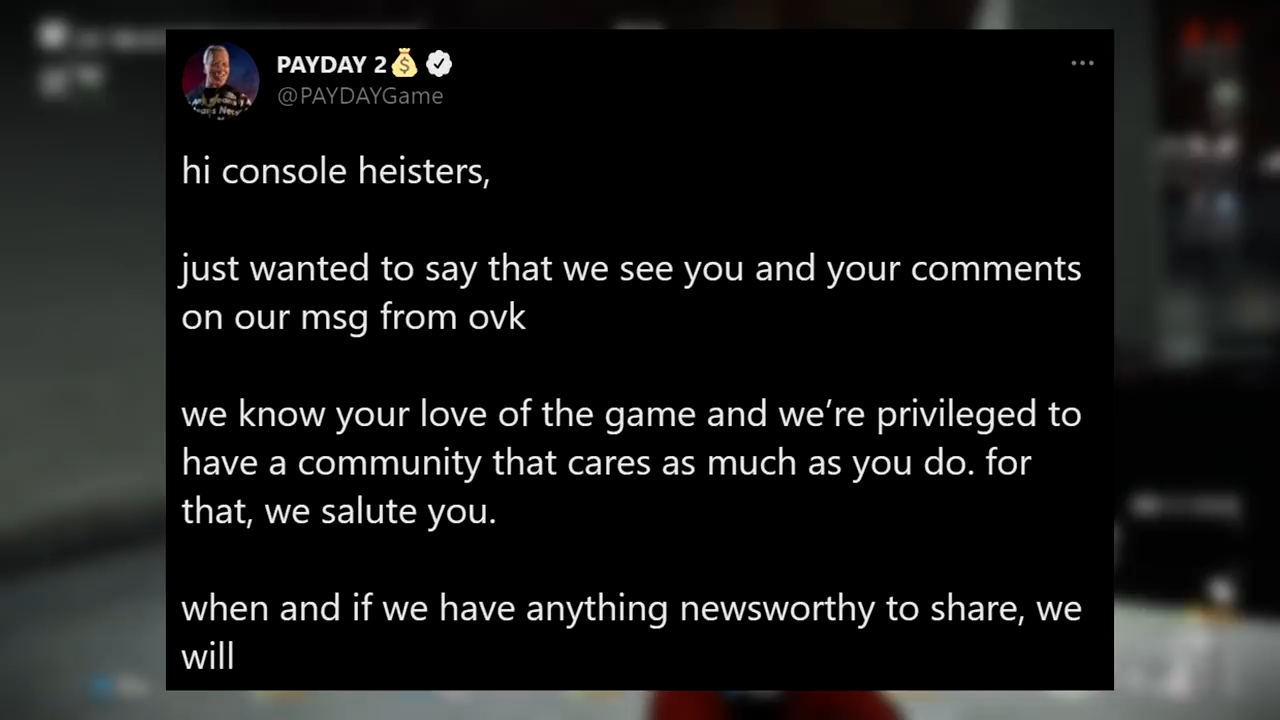 PAYDAY 2💰
@PAYDAYGame
hi console heisters,
just wanted to say that we see you and your comments
on our msg from ovk
we know your love of the game and we're privileged to
have a community that cares as much as you do. for
that, we salute you.
when and if we have anything newsworthy to share, we
will